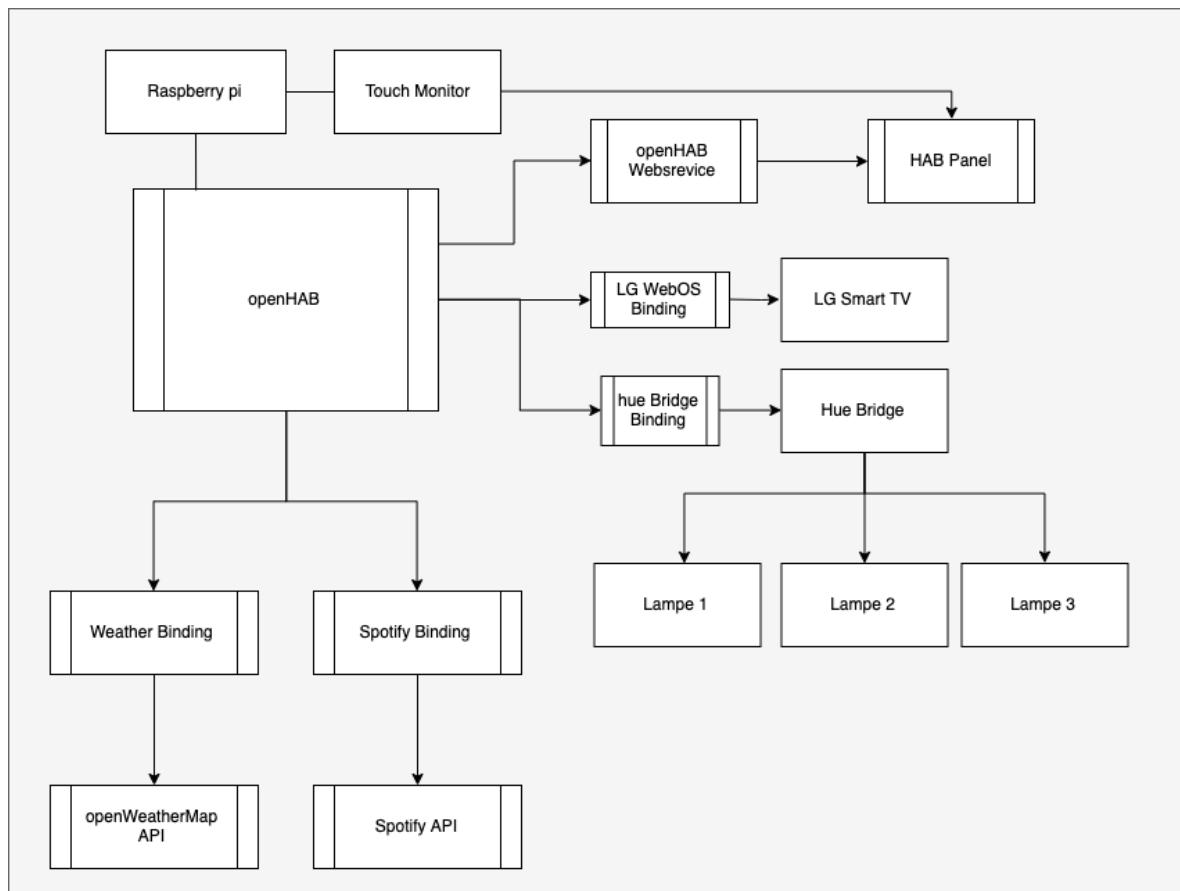 Raspberry pi
Touch Monitor
openHAB
Websrevice
HAB Panel
openHAB
LG WebOS
Binding
LG Smart TV
hue Bridge
Binding
Hue Bridge
Lampe 1
Lampe 2
Lampe 3
Weather Binding
Spotify Binding
openWeatherMap
API
Spotify API